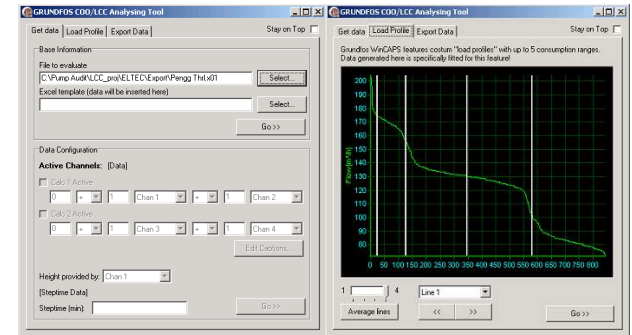 GRUNDFOS COO/LCC Analysing Tool
Get data Load Profile Export Data Stay on Top
Base Information
File to evaluate
C:\Pump Audit\LCC_proj\ELTEC\Export\Pengg Thrl.x01 Select...
Excel template (data will be inserted here)
Select...
Go >>
Data Configuration
Active Channels: [Data]
Calc 1 Active
0 + 1 Chan 1 + 1 Chan 2
Calc 2 Active
0 + 1 Chan 3 + 1 Chan 4
Edit Captions...
Height provided by: Chan 1
[Steptime Data]
Steptime [min]: Go >>
GRUNDFOS COO/LCC Analysing Tool
Get data Load Profile Export Data Stay on Top
Grundfos WinCAPS features costum "load profiles" with up to 5 consumption ranges.
Data generated here is specifically fitted for this feature!
200
190
180
170
160
150
140
130
120
110
100
90
80
0 50 100 150 200 250 300 350 400 450 500 550 600 650 700 750 800
1 4 Line 1
Average lines << >> Go >>